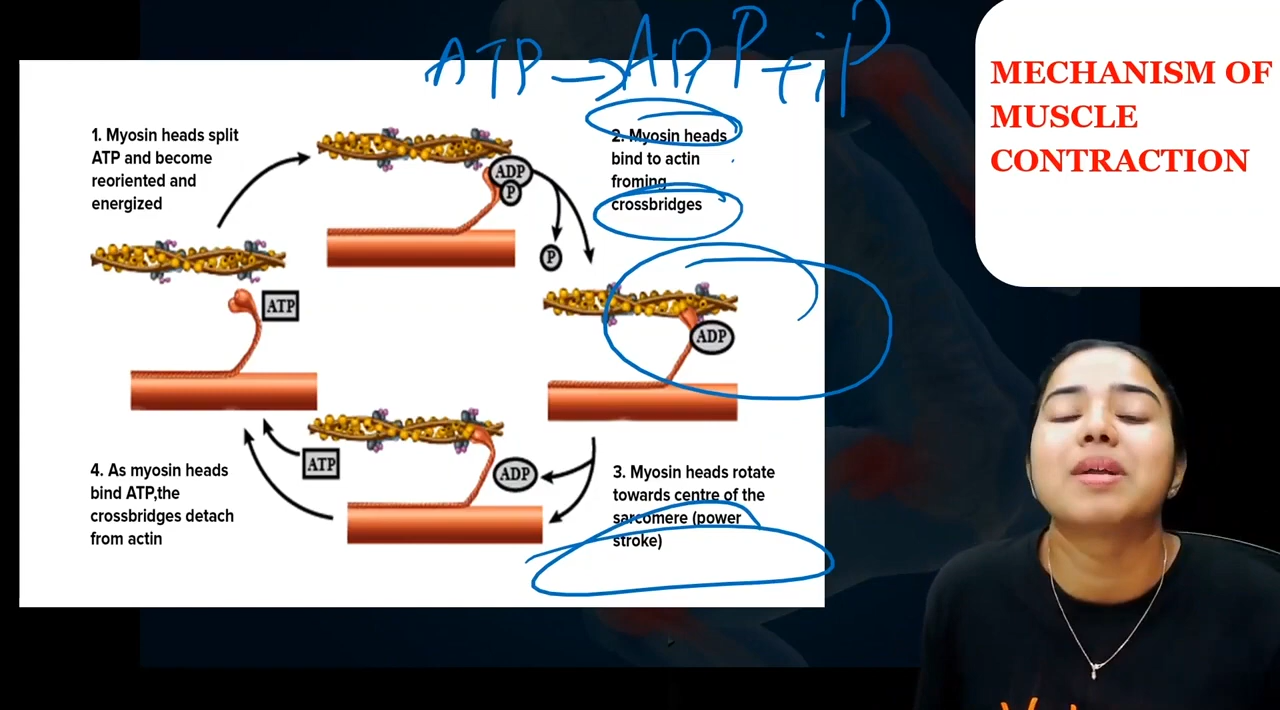 ATP → ADP + iP
MECHANISM OF
MUSCLE
CONTRACTION
1. Myosin heads split
ATP and become
reoriented and
energized
ADP
P
2. Myosin heads
bind to actin
froming
crossbridges
P
ATP
ADP
ATP
ADP
4. As myosin heads
bind ATP,the
crossbridges detach
from actin
3. Myosin heads rotate
towards centre of the
sarcomere (power
stroke)